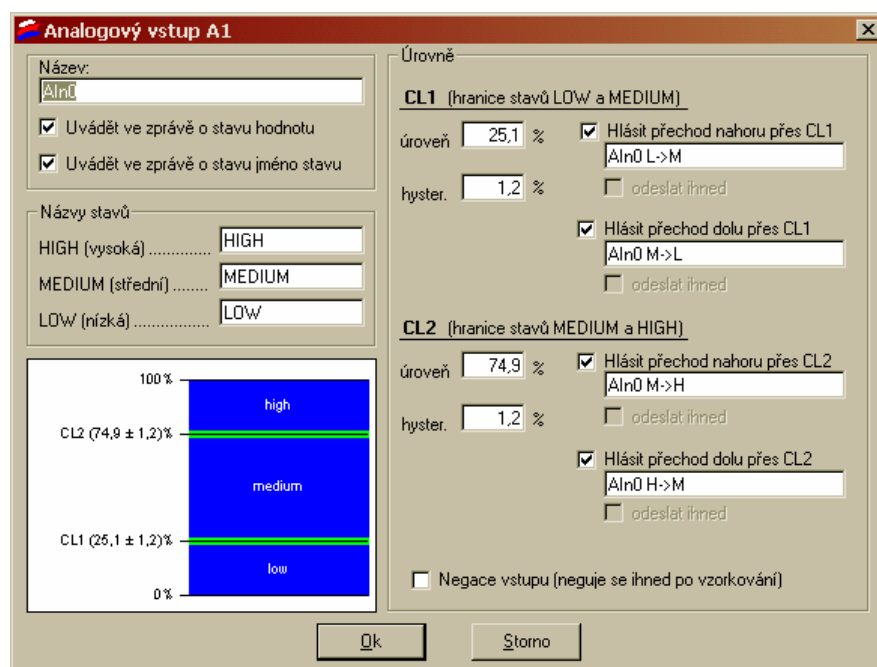 Analogový vstup A1
Název:
AIn0
Uvádět ve zprávě o stavu hodnotu
Uvádět ve zprávě o stavu jméno stavu
Názvy stavů
HIGH (vysoká) .............. HIGH
MEDIUM (střední) ........ MEDIUM
LOW (nízká) ................. LOW
100%
high
CL2 (74,9 ± 1,2)%
medium
CL1 (25,1 ± 1,2)%
low
0%
Úrovně
CL1 (hranice stavů LOW a MEDIUM)
úroveň 25,1 %
hyster. 1,2 %
Hlásit přechod nahoru přes CL1
AIn0 L->M
odeslat ihned
Hlásit přechod dolu přes CL1
AIn0 M->L
odeslat ihned
CL2 (hranice stavů MEDIUM a HIGH)
úroveň 74,9 %
hyster. 1,2 %
Hlásit přechod nahoru přes CL2
AIn0 M->H
odeslat ihned
Hlásit přechod dolu přes CL2
AIn0 H->M
odeslat ihned
Negace vstupu (neguje se ihned po vzorkování)
Ok
Storno